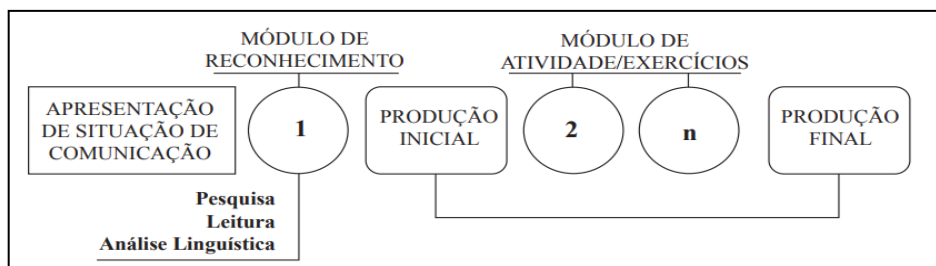 MÓDULO DE
RECONHECIMENTO
MÓDULO DE
ATIVIDADE/EXERCÍCIOS
APRESENTAÇÃO
DE SITUAÇÃO DE
COMUNICAÇÃO
1
PRODUÇÃO
INICIAL
2
n
PRODUÇÃO
FINAL
Pesquisa
Leitura
Análise Linguística